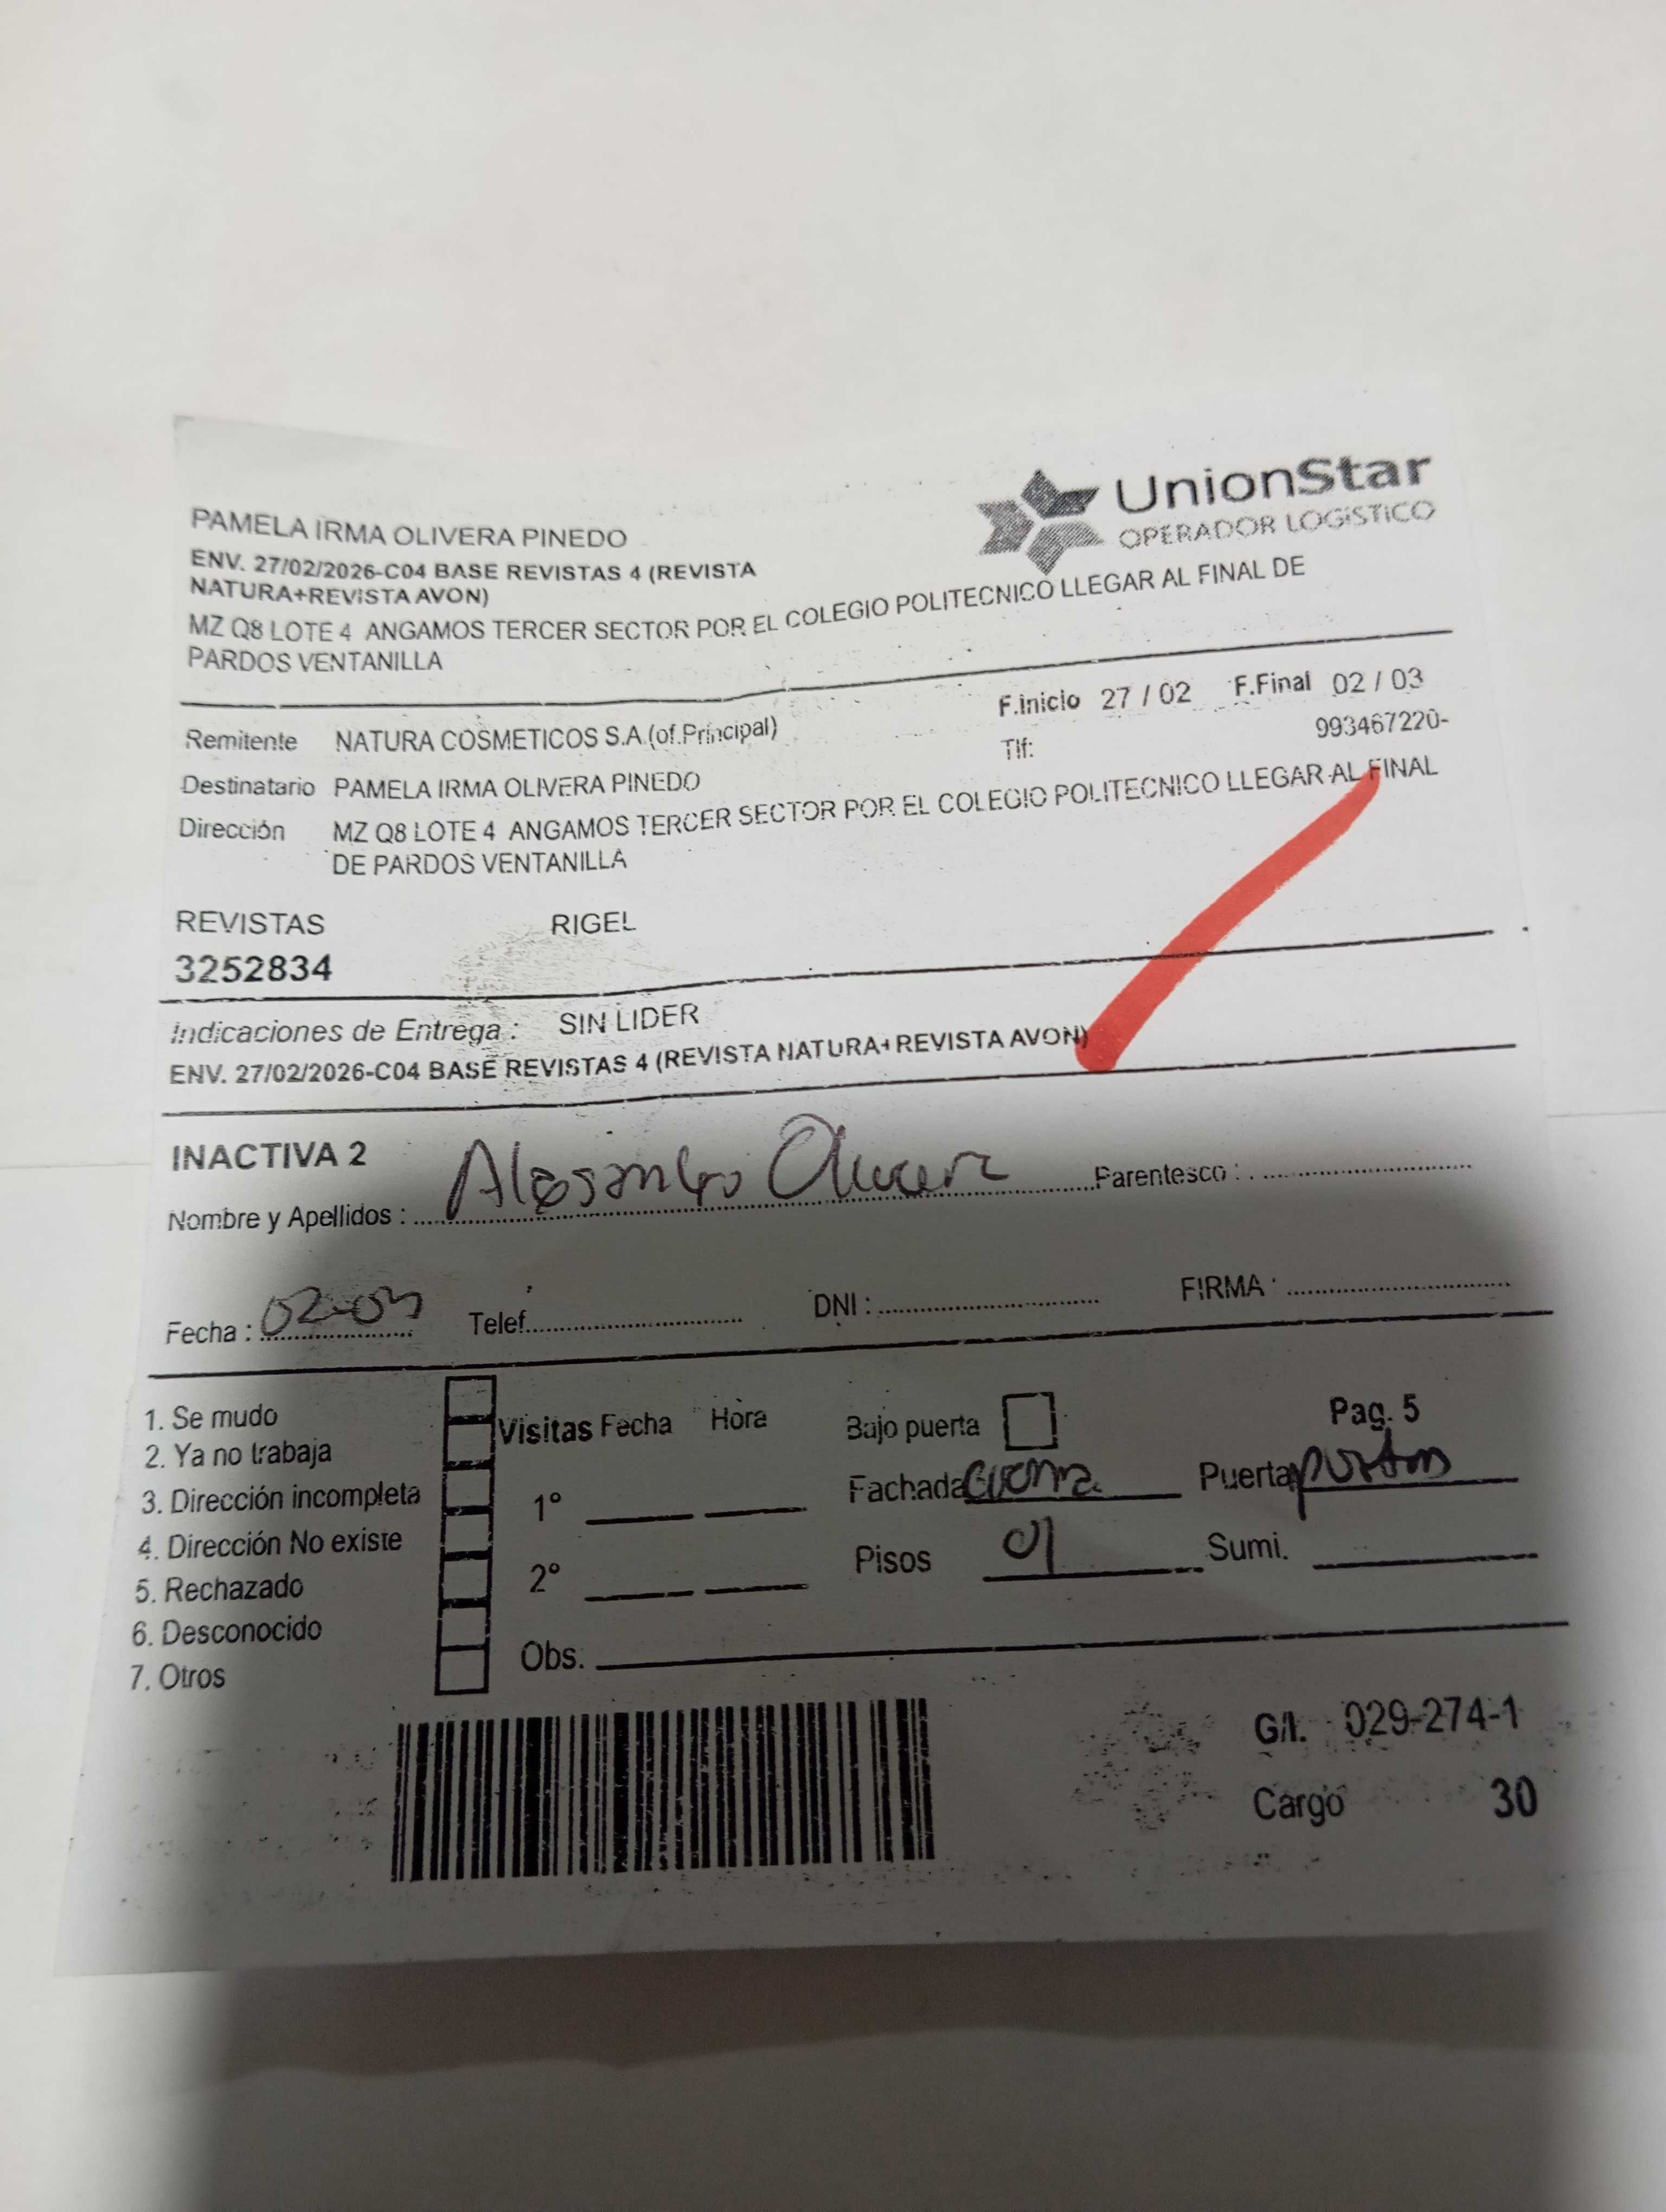 UnionStar
OPERADOR LOGÍSTICO
PAMELA IRMA OLIVERA PINEDO
ENV. 27/02/2026-C04 BASE REVISTAS 4 (REVISTA
NATURA+REVISTA AVON)
MZ Q8 LOTE 4 ANGAMOS TERCER SECTOR POR EL COLEGIO POLITECNICO LLEGAR AL FINAL DE
PARDOS VENTANILLA
F.Inicio 27 / 02 F.Final 02 / 03
Remitente NATURA COSMETICOS S.A.(of.Principal) Tlf: 993467220-
Destinatario PAMELA IRMA OLIVERA PINEDO
Dirección MZ Q8 LOTE 4 ANGAMOS TERCER SECTOR POR EL COLEGIO POLITECNICO LLEGAR AL FINAL
DE PARDOS VENTANILLA
REVISTAS RIGEL
3252834
Indicaciones de Entrega : SIN LIDER
ENV. 27/02/2026-C04 BASE REVISTAS 4 (REVISTA NATURA+REVISTA AVON)
INACTIVA 2
Nombre y Apellidos : Parentesco :
Fecha : 02-03 Telef. DNI : FIRMA :
1. Se mudo
2. Ya no trabaja
3. Dirección incompleta
4. Dirección No existe
5. Rechazado
6. Desconocido
7. Otros
Visitas Fecha Hora
1°
2°
Obs.
Bajo puerta Pag. 5
Fachada crema Puerta
Pisos 01 Sumi.
G/I. 029-274-1
Cargo 30